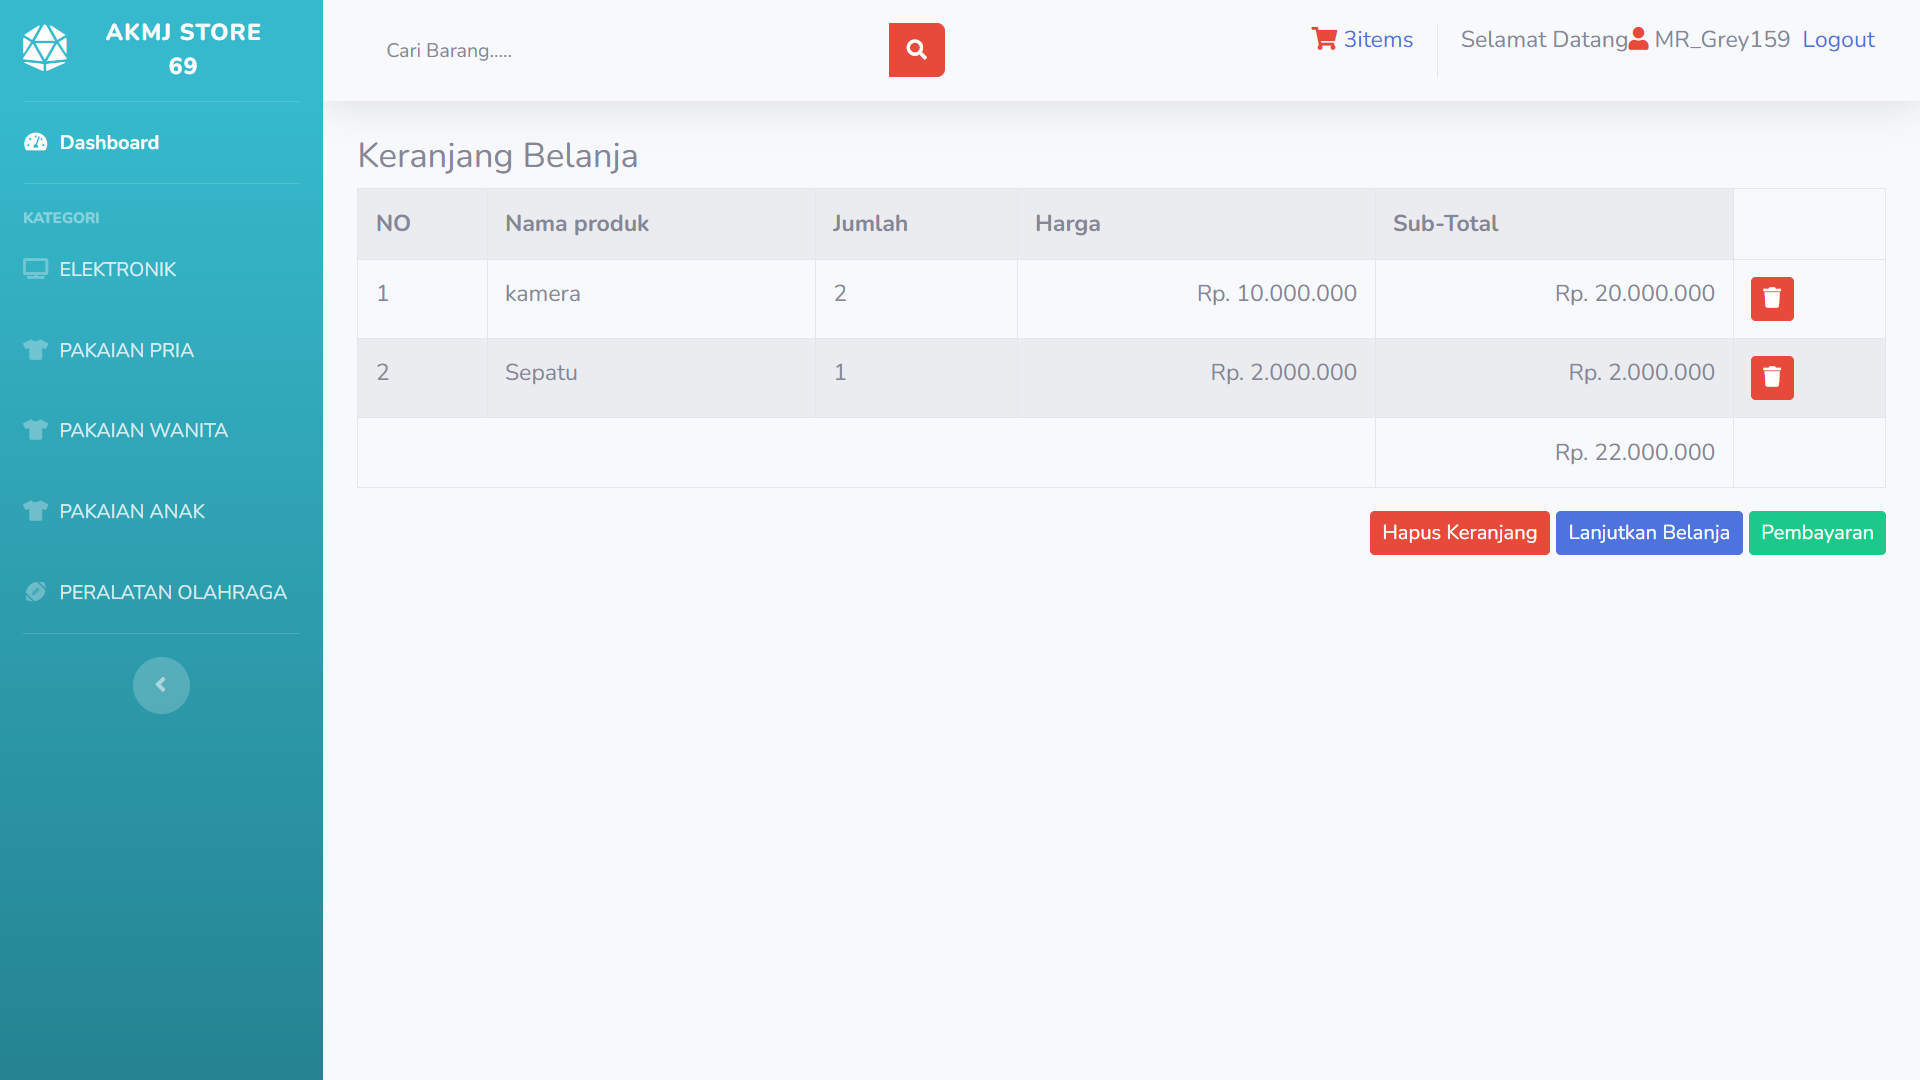 AKMJ STORE
69
Cari Barang.....
3items
Selamat Datang MR_Grey159 Logout
Dashboard
KATEGORI
ELEKTRONIK
PAKAIAN PRIA
PAKAIAN WANITA
PAKAIAN ANAK
PERALATAN OLAHRAGA
Keranjang Belanja
NO Nama produk Jumlah Harga Sub-Total
1 kamera 2 Rp. 10.000.000 Rp. 20.000.000
2 Sepatu 1 Rp. 2.000.000 Rp. 2.000.000
Rp. 22.000.000
Hapus Keranjang Lanjutkan Belanja Pembayaran